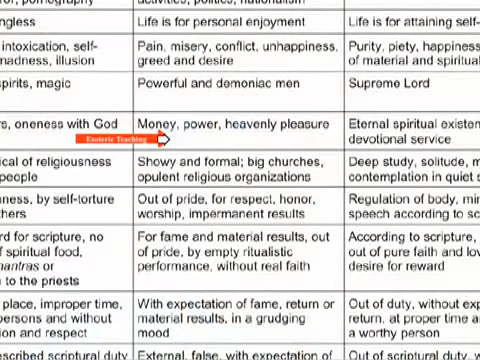 ngless
Life is for personal enjoyment
Life is for attaining self-
intoxication, self-
madness, illusion
Pain, misery, conflict, unhappiness,
greed and desire
Purity, piety, happiness
of material and spiritual
spirits, magic
Powerful and demoniac men
Supreme Lord
rs, oneness with God
Money, power, heavenly pleasure
Eternal spiritual existen
devotional service
Esoteric Teaching
ical of religiousness
people
Showy and formal; big churches,
opulent religious organizations
Deep study, solitude, m
contemplation in quiet s
ness, by self-torture
thers
Out of pride, for respect, honor,
worship, impermanent results
Regulation of body, min
speech according to sc
rd for scripture, no
of spiritual food,
mantras or
n to the priests
For fame and material results, out
of pride, by empty ritualistic
performance, without real faith
According to scripture,
out of pure faith and lov
desire for reward
place, improper time,
persons and without
ion and respect
With expectation of fame, return or
material results, in a grudging
mood
Out of duty, without exp
return, at proper time an
a worthy person
escribed scriptural duty
External, false, with expectation of